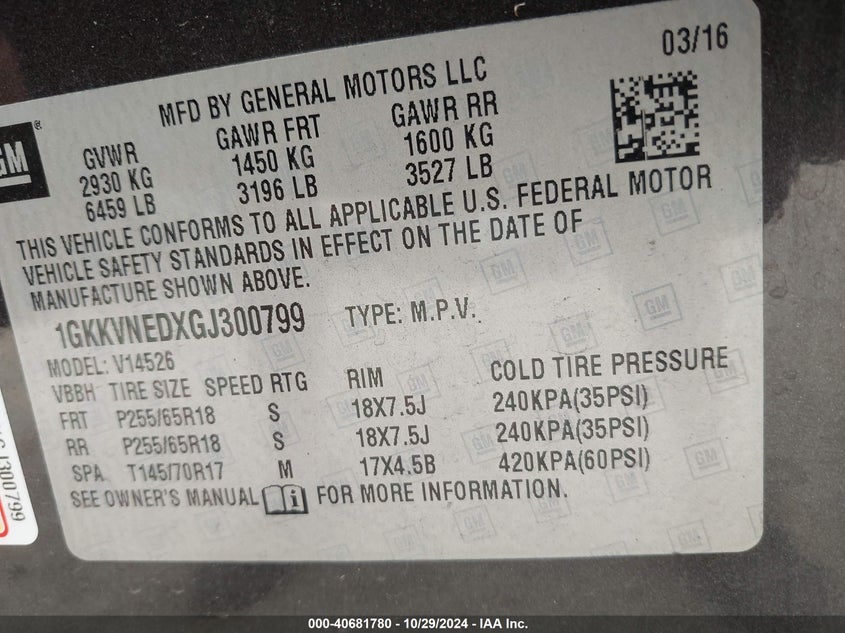 03/16
MFD BY GENERAL MOTORS LLC
GM ®
GVWR GAWR FRT GAWR RR
2930 KG 1450 KG 1600 KG
6459 LB 3196 LB 3527 LB
THIS VEHICLE CONFORMS TO ALL APPLICABLE U.S. FEDERAL MOTOR
VEHICLE SAFETY STANDARDS IN EFFECT ON THE DATE OF
MANUFACTURE SHOWN ABOVE.
1GKKVNEDXGJ300799 TYPE: M.P.V.
MODEL: V14526
VBBH TIRE SIZE SPEED RTG RIM COLD TIRE PRESSURE
FRT P255/65R18 S 18X7.5J 240KPA(35PSI)
RR P255/65R18 S 18X7.5J 240KPA(35PSI)
SPA T145/70R17 M 17X4.5B 420KPA(60PSI)
SEE OWNER'S MANUAL FOR MORE INFORMATION.
J300799
000-40681780 - 10/29/2024 - IAA Inc.